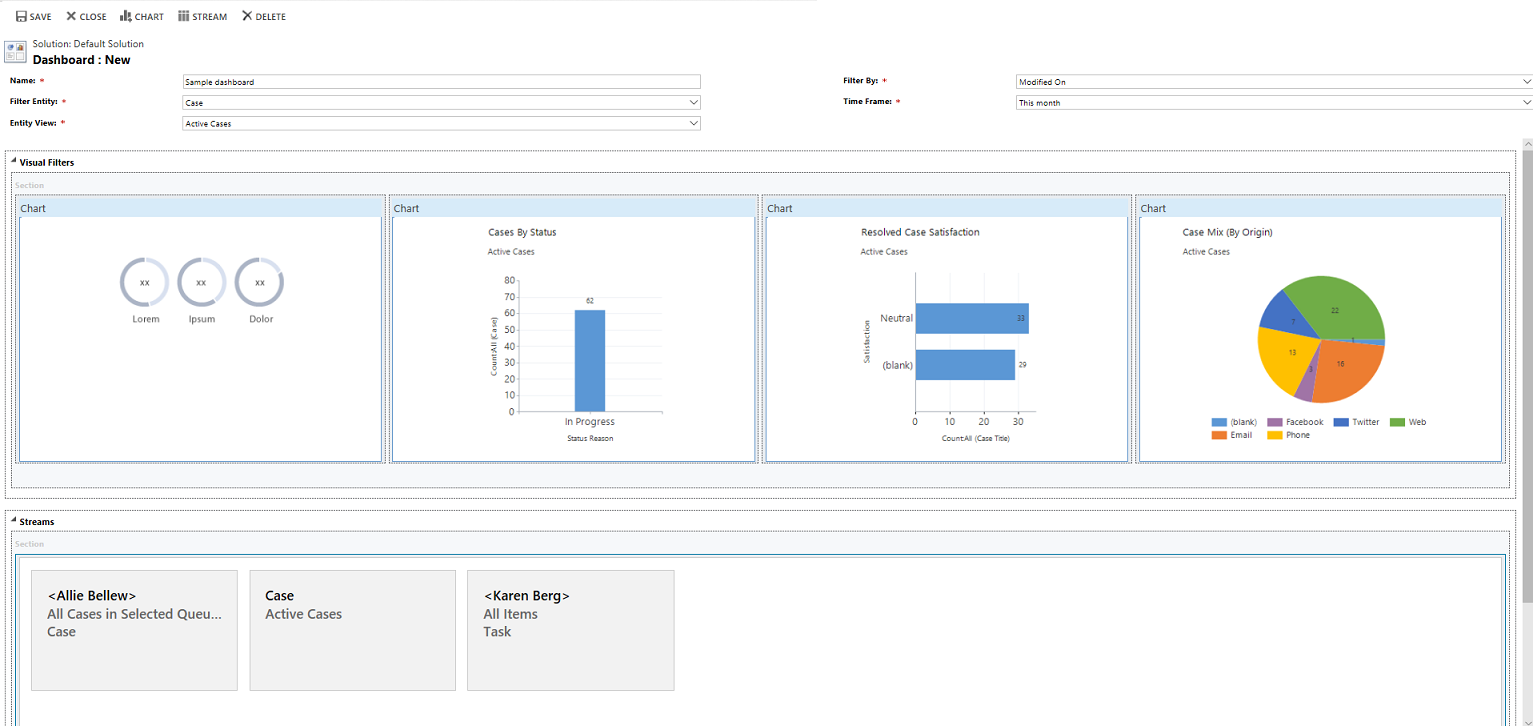 SAVE CLOSE CHART STREAM DELETE
Solution: Default Solution
Dashboard : New
Name: * Sample dashboard Filter By: * Modified On
Filter Entity: * Case Time Frame: * This month
Entity View: * Active Cases
Visual Filters
Section
Chart
xx xx xx
Lorem Ipsum Dolor
Chart
Cases By Status
Active Cases
80
70
60
50
40
30
20
10
0
CountAll (Case)
62
In Progress
Status Reason
Chart
Resolved Case Satisfaction
Active Cases
Satisfaction
Neutral 33
(blank) 29
0 10 20 30
CountAll (Case Title)
Chart
Case Mix (By Origin)
Active Cases
22
7
1
13
3
16
(blank) Facebook Twitter Web
Email Phone
Streams
Section
<Allie Bellew>
All Cases in Selected Queu...
Case
Case
Active Cases
<Karen Berg>
All Items
Task